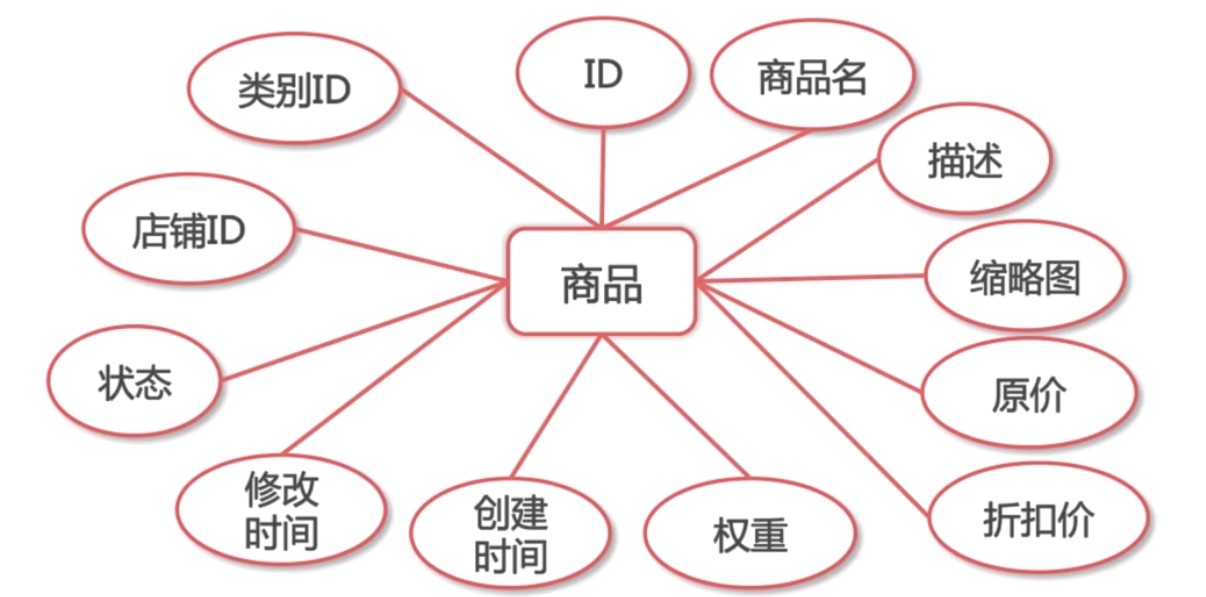 ID
商品名
类别ID
描述
店铺ID
缩略图
商品
状态
原价
修改
时间
创建
时间
权重
折扣价